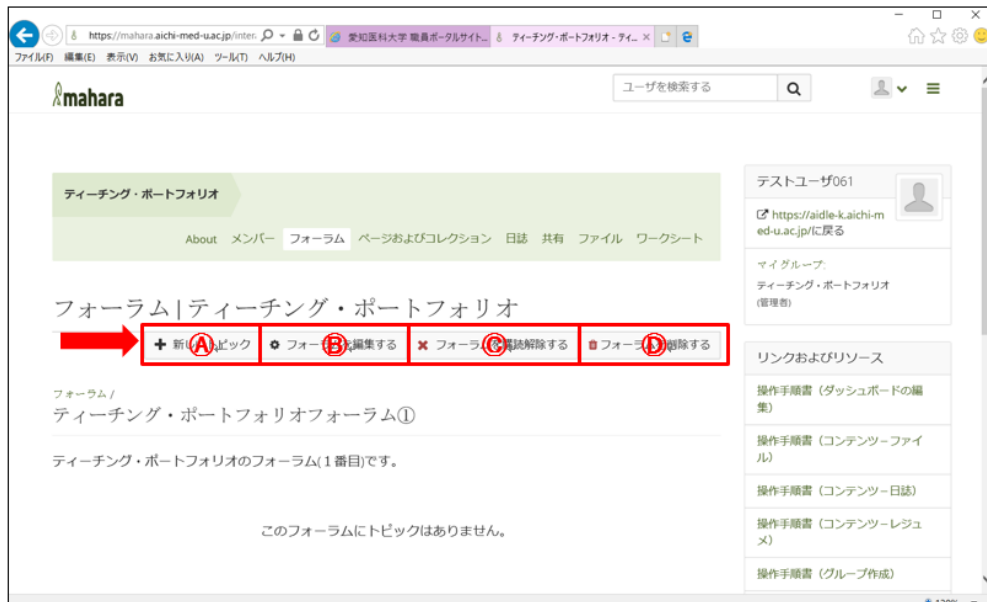 https://mahara.aichi-med-u.ac.jp/inter
愛知医科大学 職員ポータルサイト...
ティーチング・ポートフォリオ - ティ...
ファイル(F) 編集(E) 表示(V) お気に入り(A) ツール(T) ヘルプ(H)
mahara
ユーザを検索する
ティーチング・ポートフォリオ
About メンバー フォーラム ページおよびコレクション 日誌 共有 ファイル ワークシート
フォーラム | ティーチング・ポートフォリオ
Ⓐ Ⓑ Ⓒ Ⓓ
新しいトピック フォーラムを編集する フォーラムを購読解除する フォーラムを削除する
フォーラム /
ティーチング・ポートフォリオフォーラム①
ティーチング・ポートフォリオのフォーラム(1番目)です。
このフォーラムにトピックはありません。
テストユーザ061
https://aidle-k.aichi-m
ed-u.ac.jp/に戻る
マイグループ:
ティーチング・ポートフォリオ
(管理者)
リンクおよびリソース
操作手順書（ダッシュボードの編
集）
操作手順書（コンテンツ－ファイ
ル）
操作手順書（コンテンツ－日誌）
操作手順書（コンテンツ－レジュ
メ）
操作手順書（グループ作成）